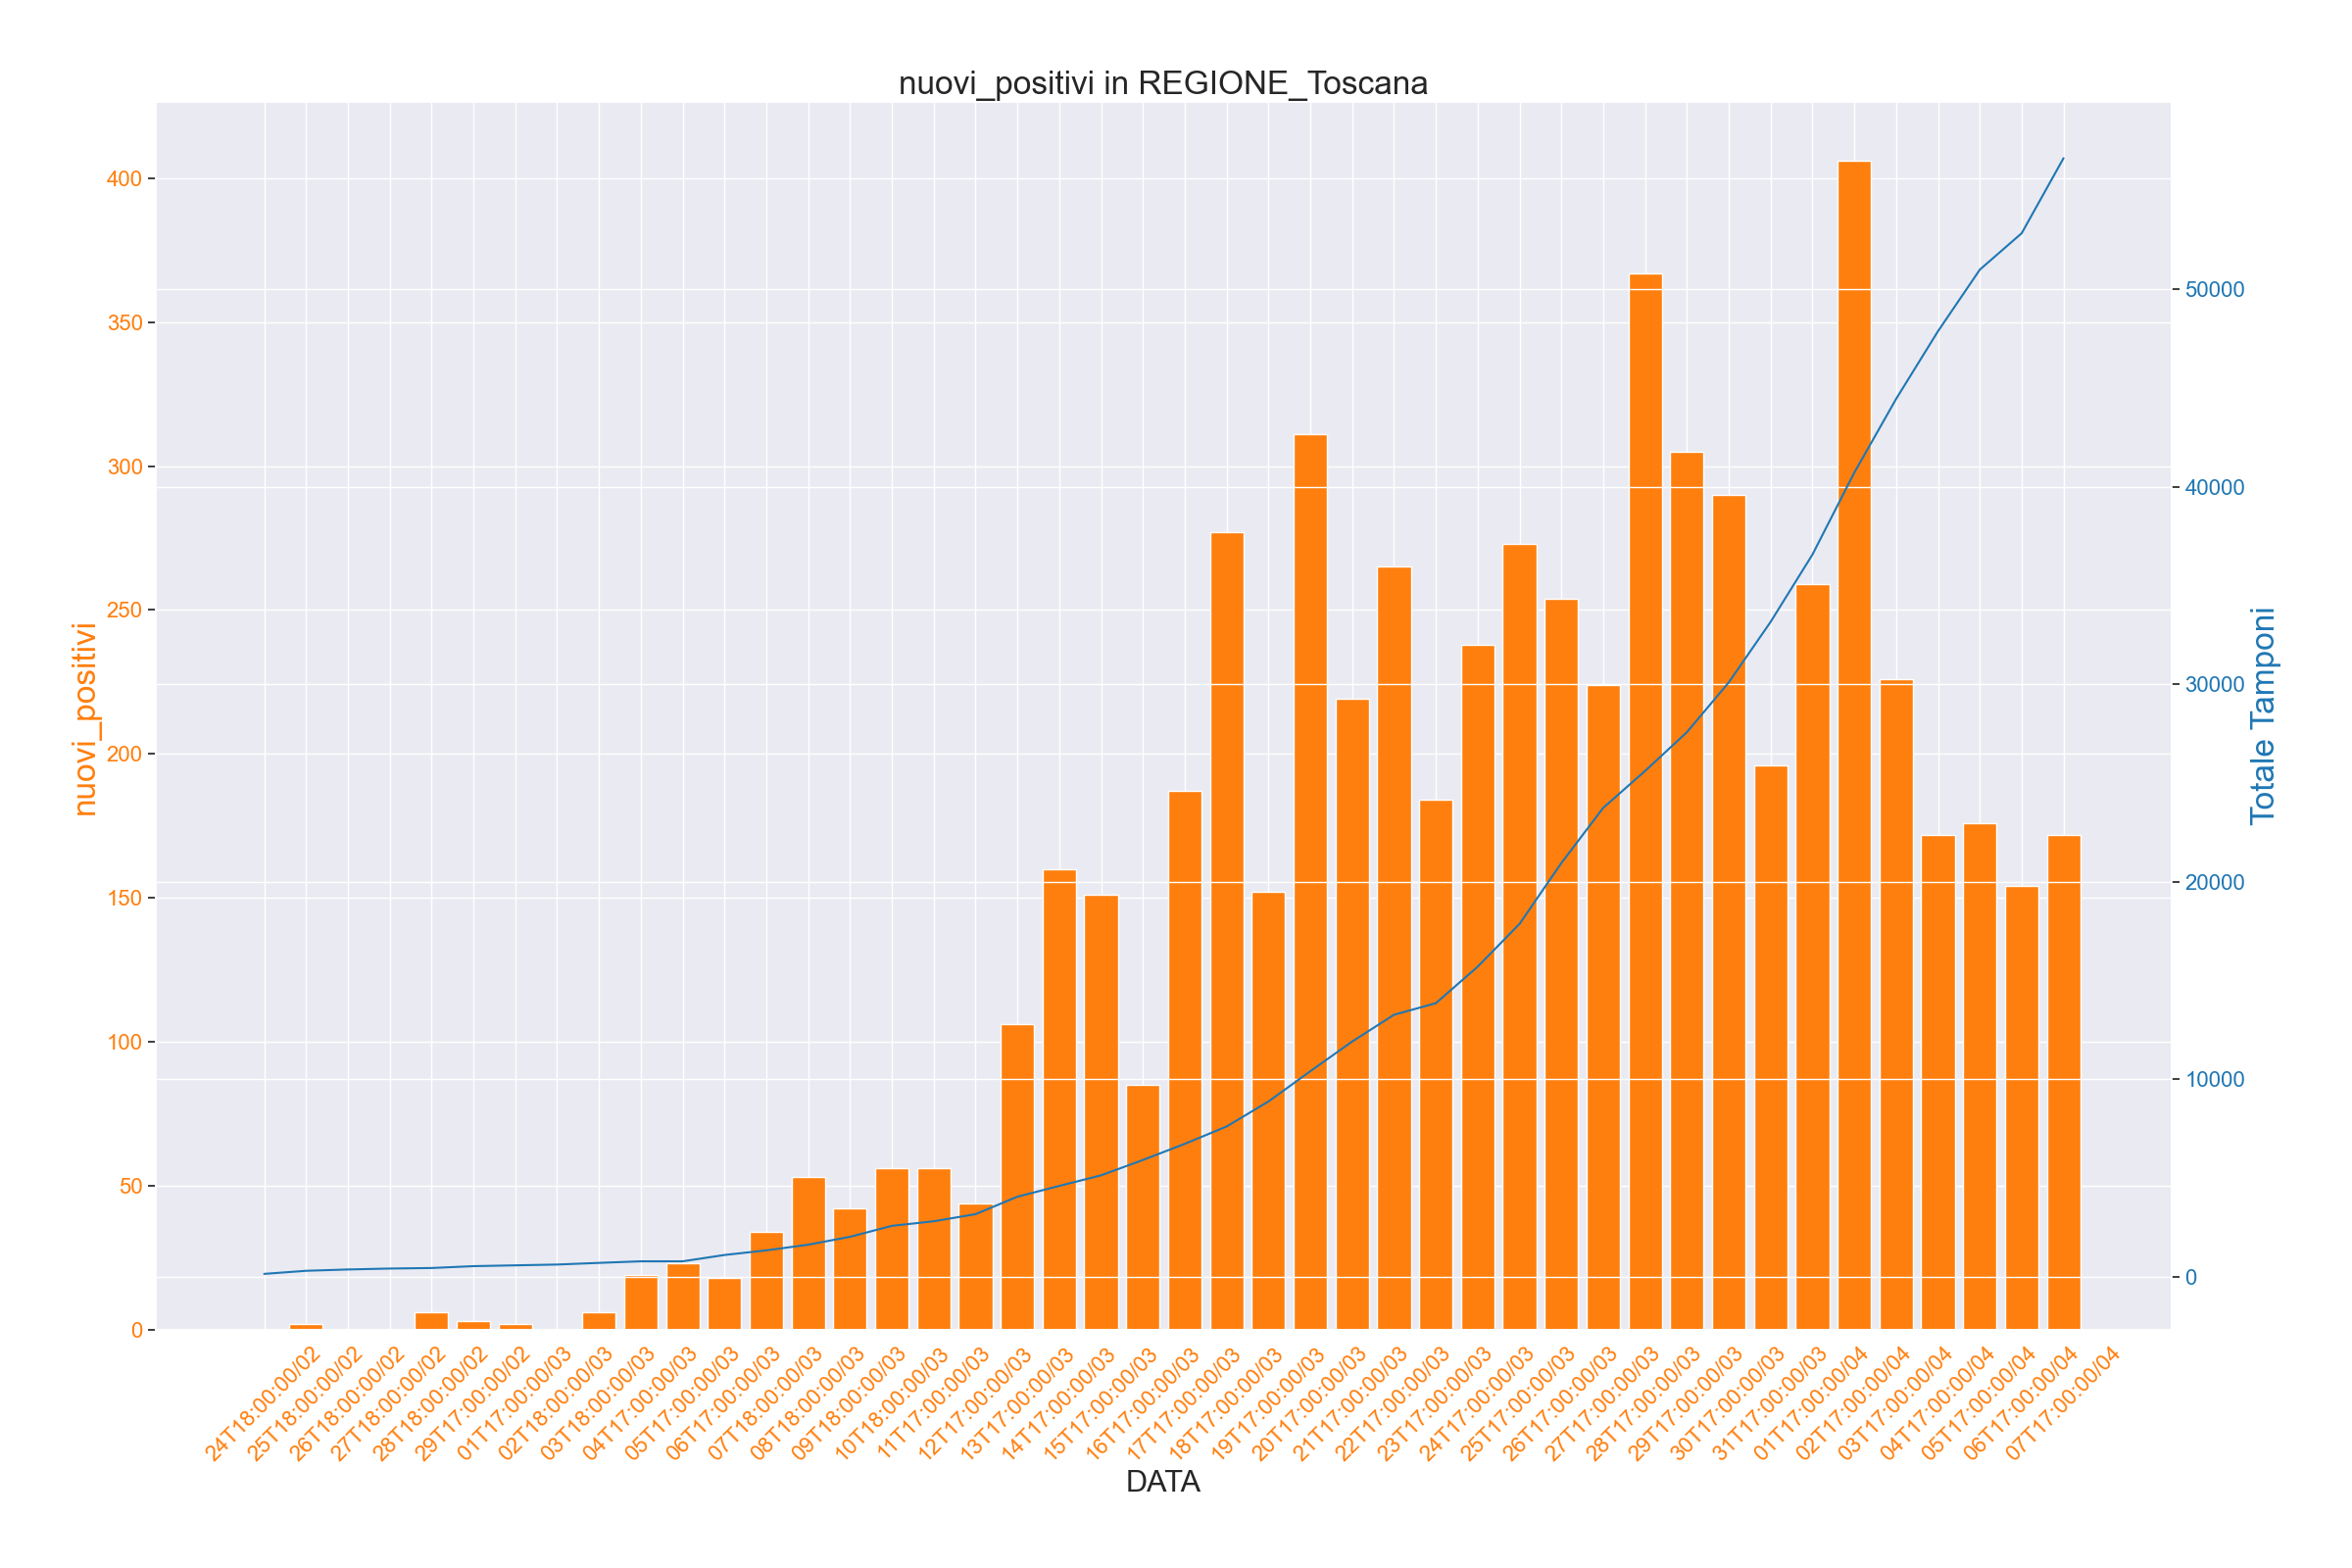 nuovi_positivi in REGIONE_Toscana
400
350
300
250
200
150
100
50
0
nuovi_positivi
50000
40000
30000
20000
10000
0
Totale Tamponi
24T18:00:00/02
25T18:00:00/02
26T18:00:00/02
27T18:00:00/02
28T18:00:00/02
29T17:00:00/02
01T17:00:00/03
02T18:00:00/03
03T18:00:00/03
04T17:00:00/03
05T17:00:00/03
06T17:00:00/03
07T18:00:00/03
08T18:00:00/03
09T18:00:00/03
10T18:00:00/03
11T17:00:00/03
12T17:00:00/03
13T17:00:00/03
14T17:00:00/03
15T17:00:00/03
16T17:00:00/03
17T17:00:00/03
18T17:00:00/03
19T17:00:00/03
20T17:00:00/03
21T17:00:00/03
22T17:00:00/03
23T17:00:00/03
24T17:00:00/03
25T17:00:00/03
26T17:00:00/03
27T17:00:00/03
28T17:00:00/03
29T17:00:00/03
30T17:00:00/03
31T17:00:00/03
01T17:00:00/04
02T17:00:00/04
03T17:00:00/04
04T17:00:00/04
05T17:00:00/04
06T17:00:00/04
07T17:00:00/04
DATA